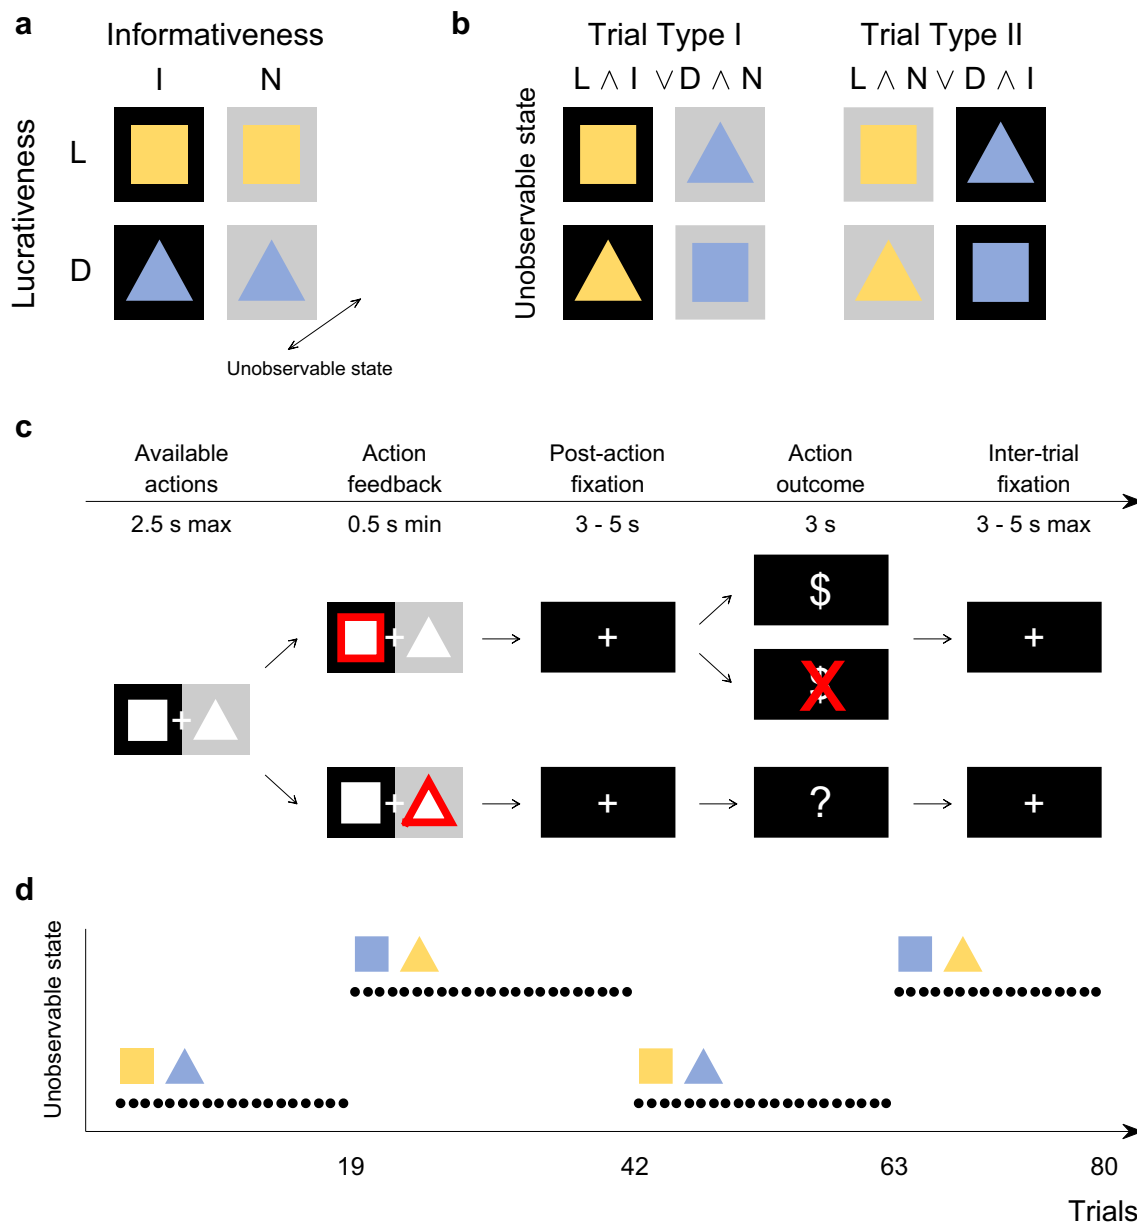 a
Informativeness
I N
Lucrativeness
L
D
Unobservable state
b
Trial Type I Trial Type II
L ∧ I ∨ D ∧ N L ∧ N ∨ D ∧ I
Unobservable state
c
Available actions
Action feedback
Post-action fixation
Action outcome
Inter-trial fixation
2.5 s max 0.5 s min 3 - 5 s 3 s 3 - 5 s max
$
+ + +
$
+
+ + ? +
d
Unobservable state
19 42 63 80
Trials